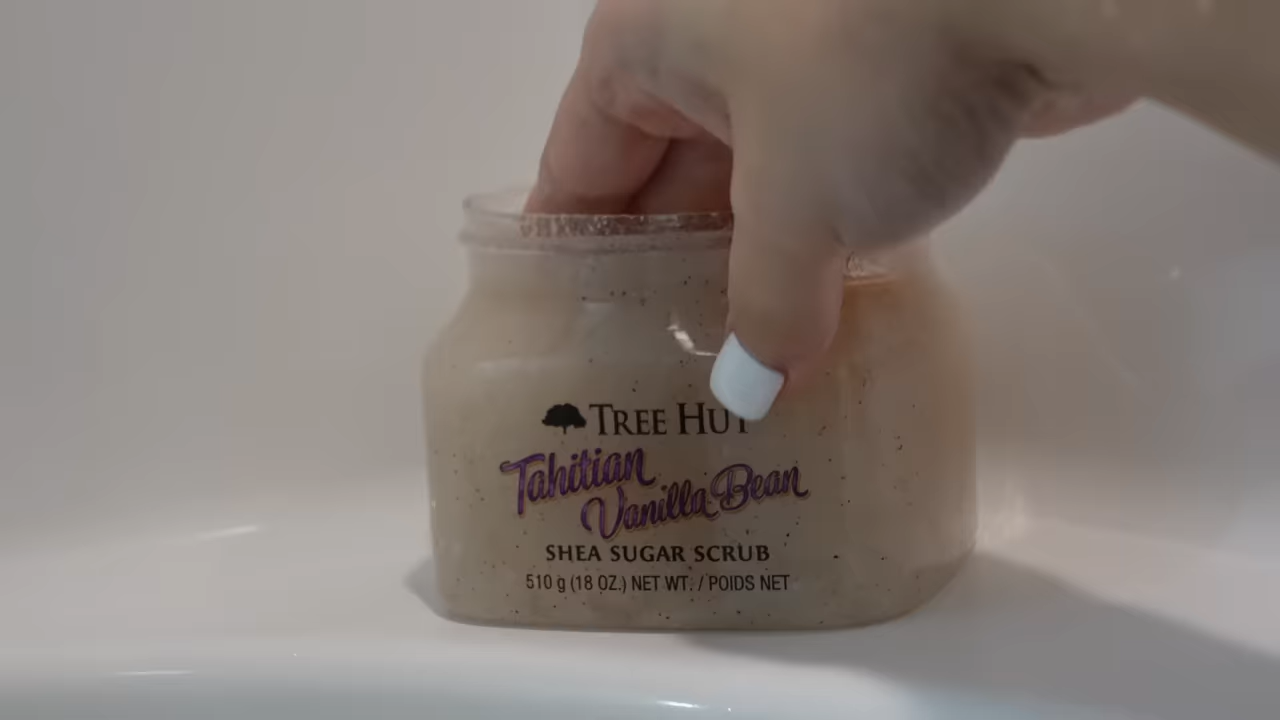 TREE HUT
Tahitian
Vanilla Bean
SHEA SUGAR SCRUB
510 g (18 OZ.) NET WT. / POIDS NET